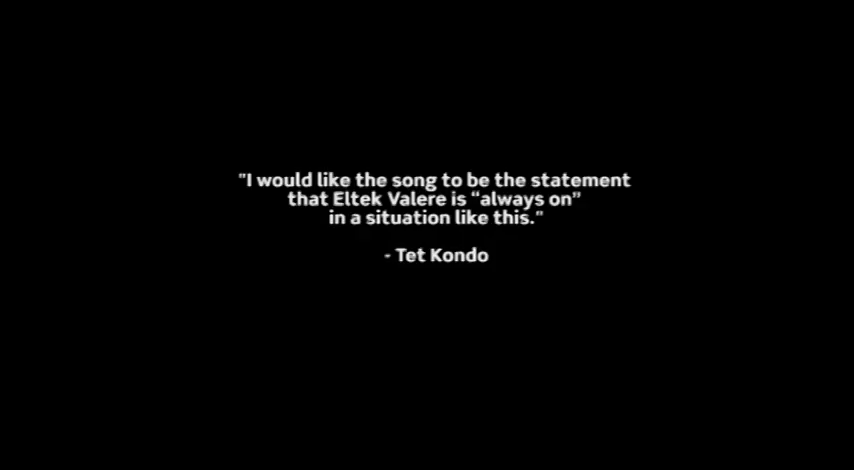 "I would like the song to be the statement
that Eltek Valere is “always on”
in a situation like this."
- Tet Kondo